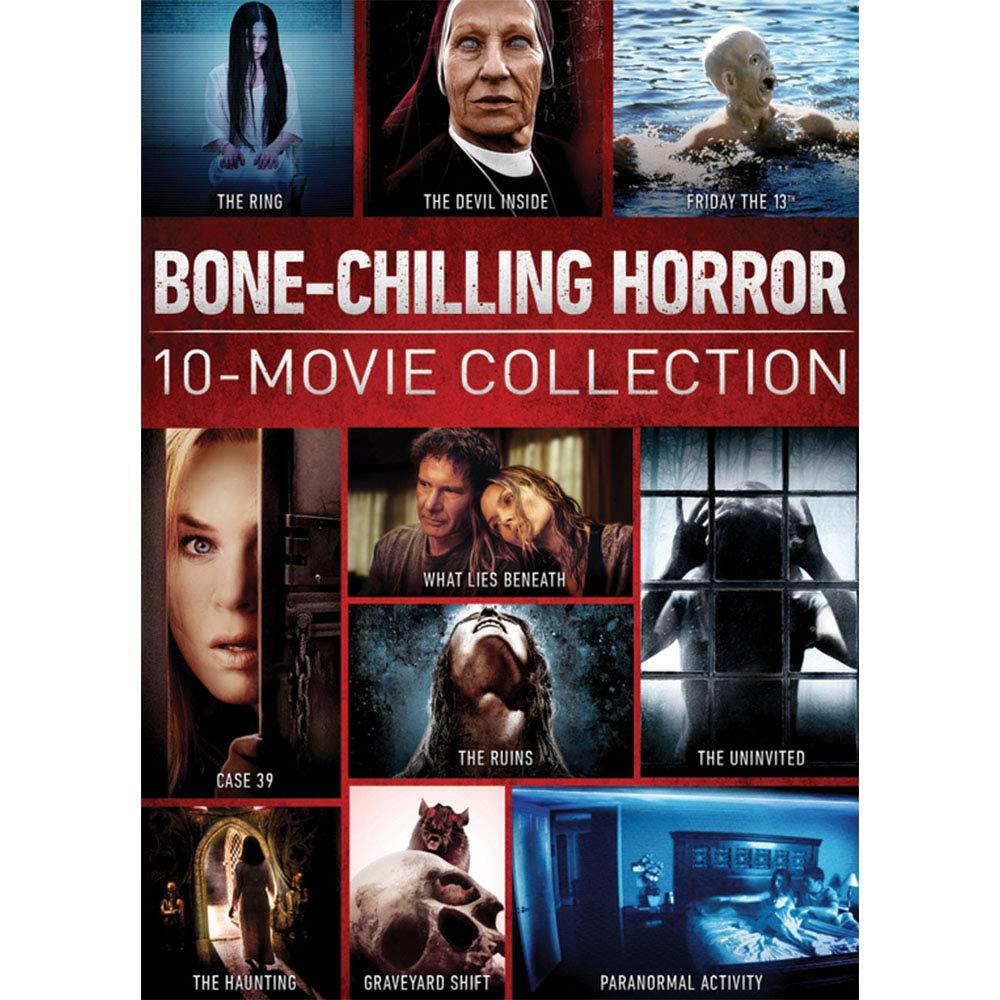 THE RING
THE DEVIL INSIDE
FRIDAY THE 13TH
BONE-CHILLING HORROR
10-MOVIE COLLECTION
CASE 39
WHAT LIES BENEATH
THE RUINS
THE UNINVITED
THE HAUNTING
GRAVEYARD SHIFT
PARANORMAL ACTIVITY